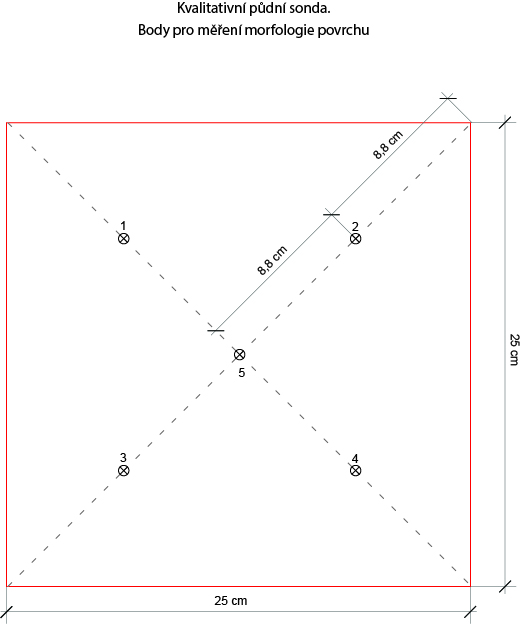 Kvalitativní půdní sonda.
Body pro měření morfologie povrchu
8,8 cm
1
2
8,8 cm
25 cm
5
3
4
25 cm